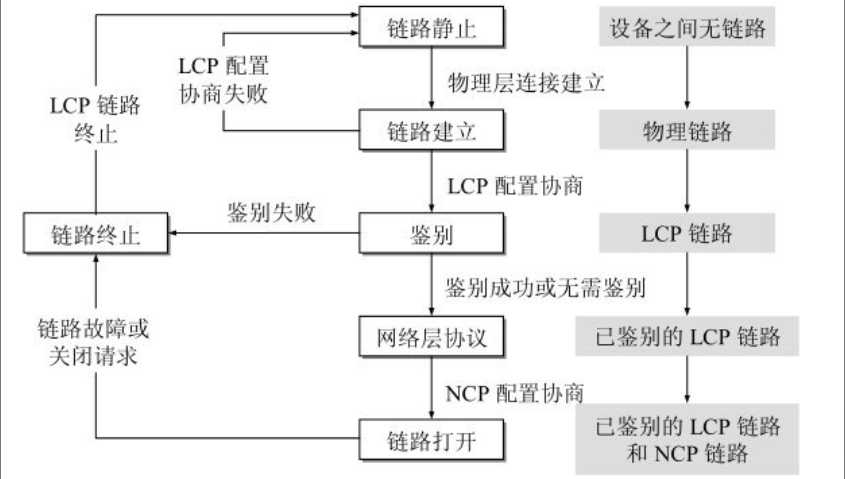 链路静止
设备之间无链路
LCP 配置
协商失败
物理层连接建立
LCP 链路
终止
链路建立
物理链路
LCP 配置协商
鉴别失败
链路终止
鉴别
LCP 链路
鉴别成功或无需鉴别
链路故障或
关闭请求
网络层协议
已鉴别的 LCP 链路
NCP 配置协商
链路打开
已鉴别的 LCP 链路
和 NCP 链路